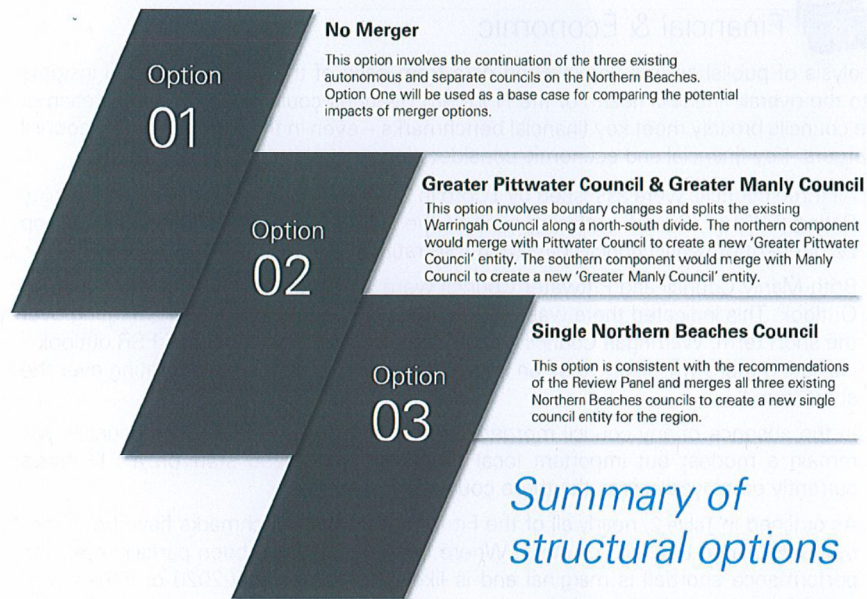 Option
01
No Merger
This option involves the continuation of the three existing
autonomous and separate councils on the Northern Beaches.
Option One will be used as a base case for comparing the potential
impacts of merger options.
Option
02
Greater Pittwater Council & Greater Manly Council
This option involves boundary changes and splits the existing
Warringah Council along a north-south divide. The northern component
would merge with Pittwater Council to create a new 'Greater Pittwater
Council' entity. The southern component would merge with Manly
Council to create a new 'Greater Manly Council' entity.
Option
03
Single Northern Beaches Council
This option is consistent with the recommendations
of the Review Panel and merges all three existing
Northern Beaches councils to create a new single
council entity for the region.
Summary of
structural options